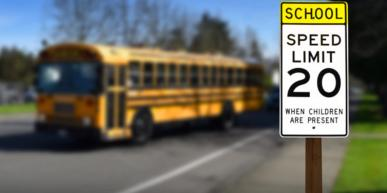 SCHOOL
SPEED
LIMIT
20
WHEN CHILDREN
ARE PRESENT